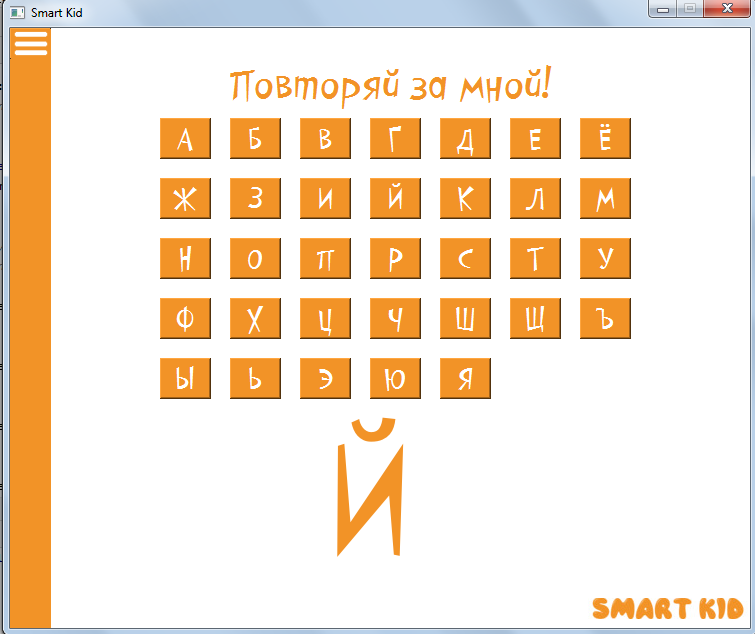 Smart Kid
Повторяй за мной!
А Б В Г Д Е Ё
Ж З И Й К Л М
Н О П Р С Т У
Ф Х Ц Ч Ш Щ Ъ
Ы Ь Э Ю Я
Й
SMART KID